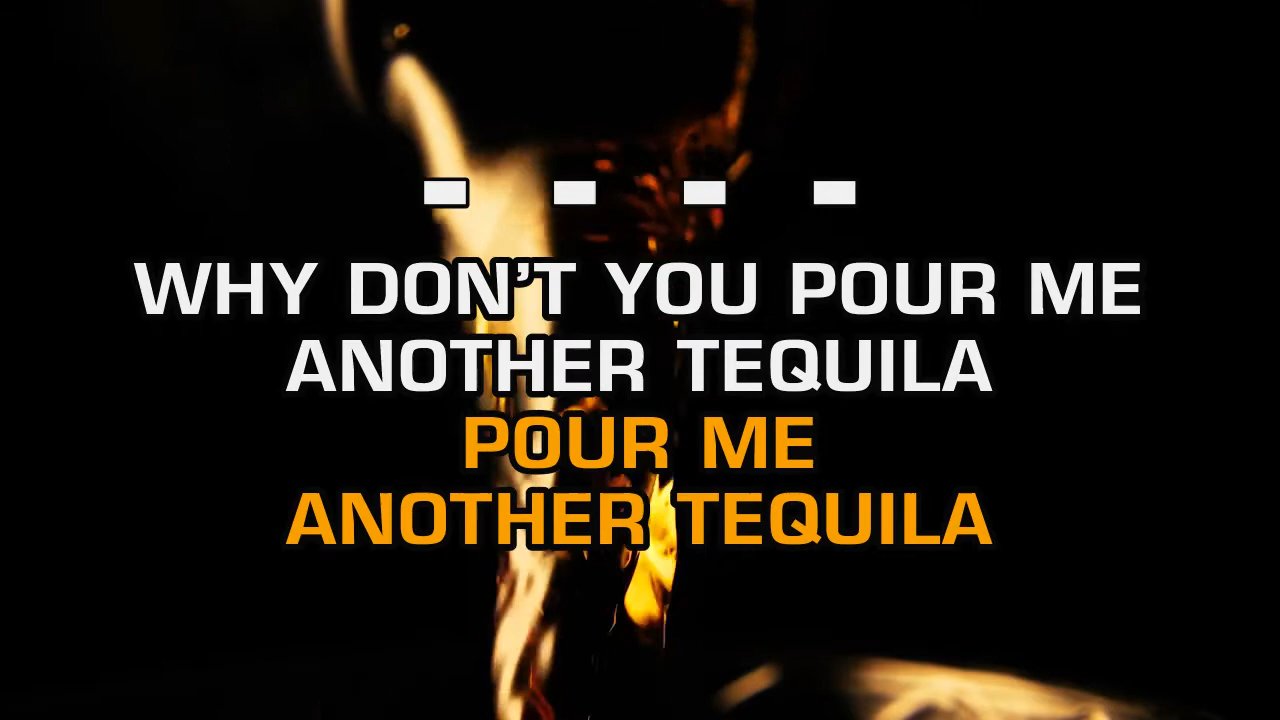 - - - -
WHY DON’T YOU POUR ME
ANOTHER TEQUILA
POUR ME
ANOTHER TEQUILA